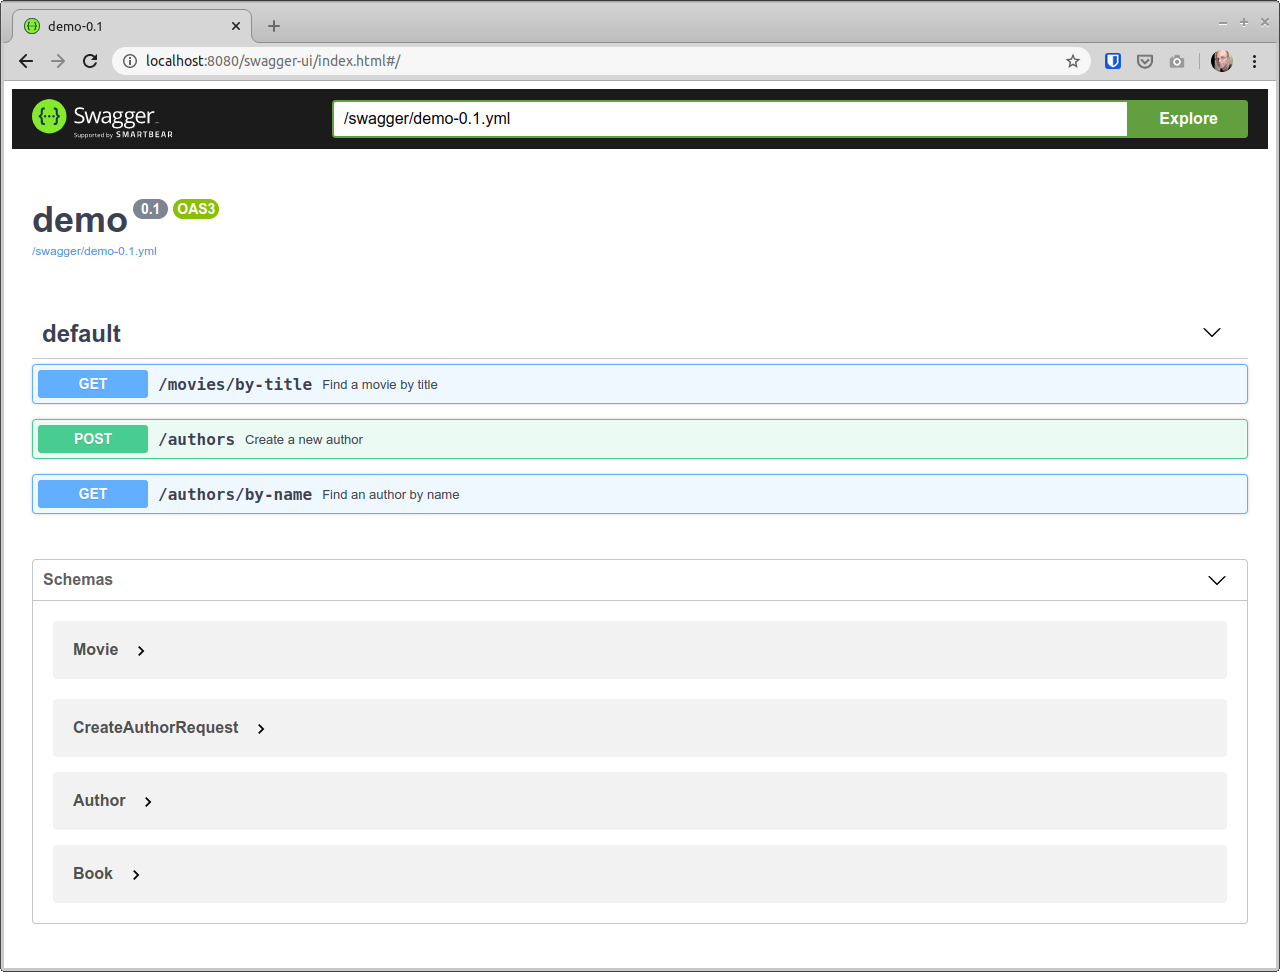 demo-0.1
localhost:8080/swagger-ui/index.html#/
Swagger
Supported by SMARTBEAR
/swagger/demo-0.1.yml
Explore
demo 0.1 OAS3
/swagger/demo-0.1.yml
default
GET /movies/by-title Find a movie by title
POST /authors Create a new author
GET /authors/by-name Find an author by name
Schemas
Movie
CreateAuthorRequest
Author
Book